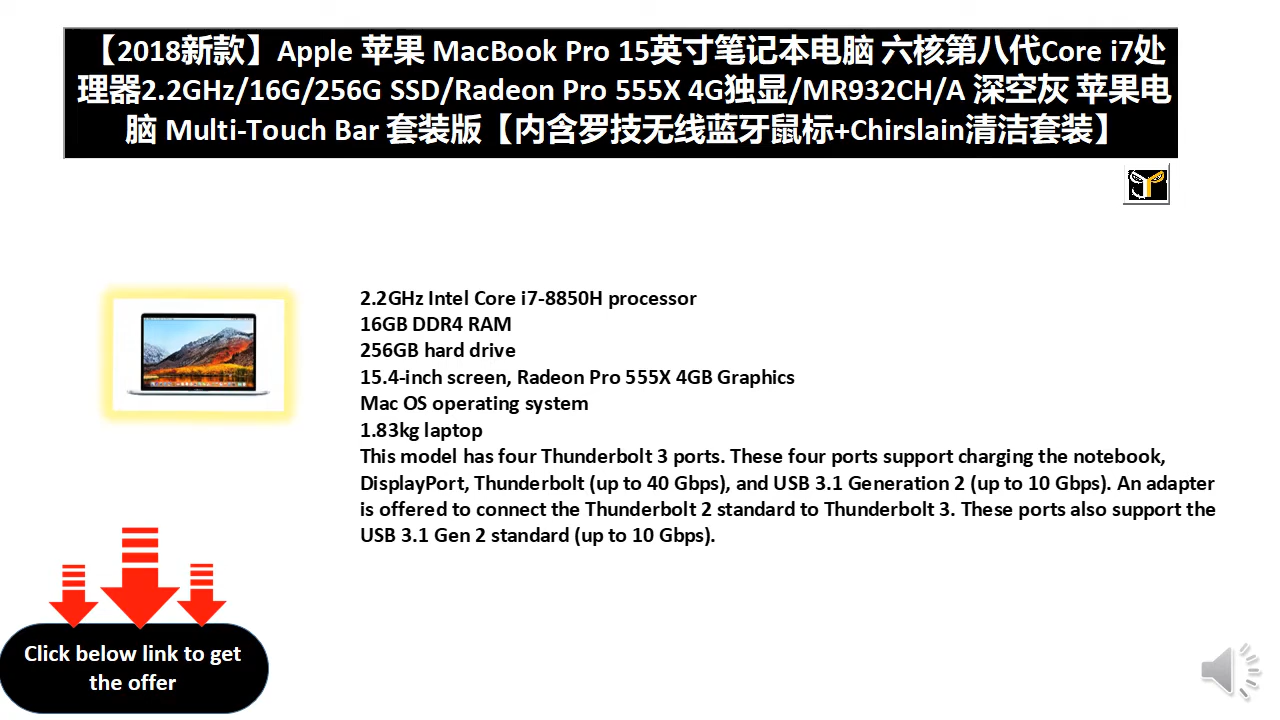 【2018新款】Apple 苹果 MacBook Pro 15英寸笔记本电脑 六核第八代Core i7处
理器2.2GHz/16G/256G SSD/Radeon Pro 555X 4G独显/MR932CH/A 深空灰 苹果电
脑 Multi-Touch Bar 套装版【内含罗技无线蓝牙鼠标+Chirslain清洁套装】
2.2GHz Intel Core i7-8850H processor
16GB DDR4 RAM
256GB hard drive
15.4-inch screen, Radeon Pro 555X 4GB Graphics
Mac OS operating system
1.83kg laptop
This model has four Thunderbolt 3 ports. These four ports support charging the notebook,
DisplayPort, Thunderbolt (up to 40 Gbps), and USB 3.1 Generation 2 (up to 10 Gbps). An adapter
is offered to connect the Thunderbolt 2 standard to Thunderbolt 3. These ports also support the
USB 3.1 Gen 2 standard (up to 10 Gbps).
Click below link to get
the offer